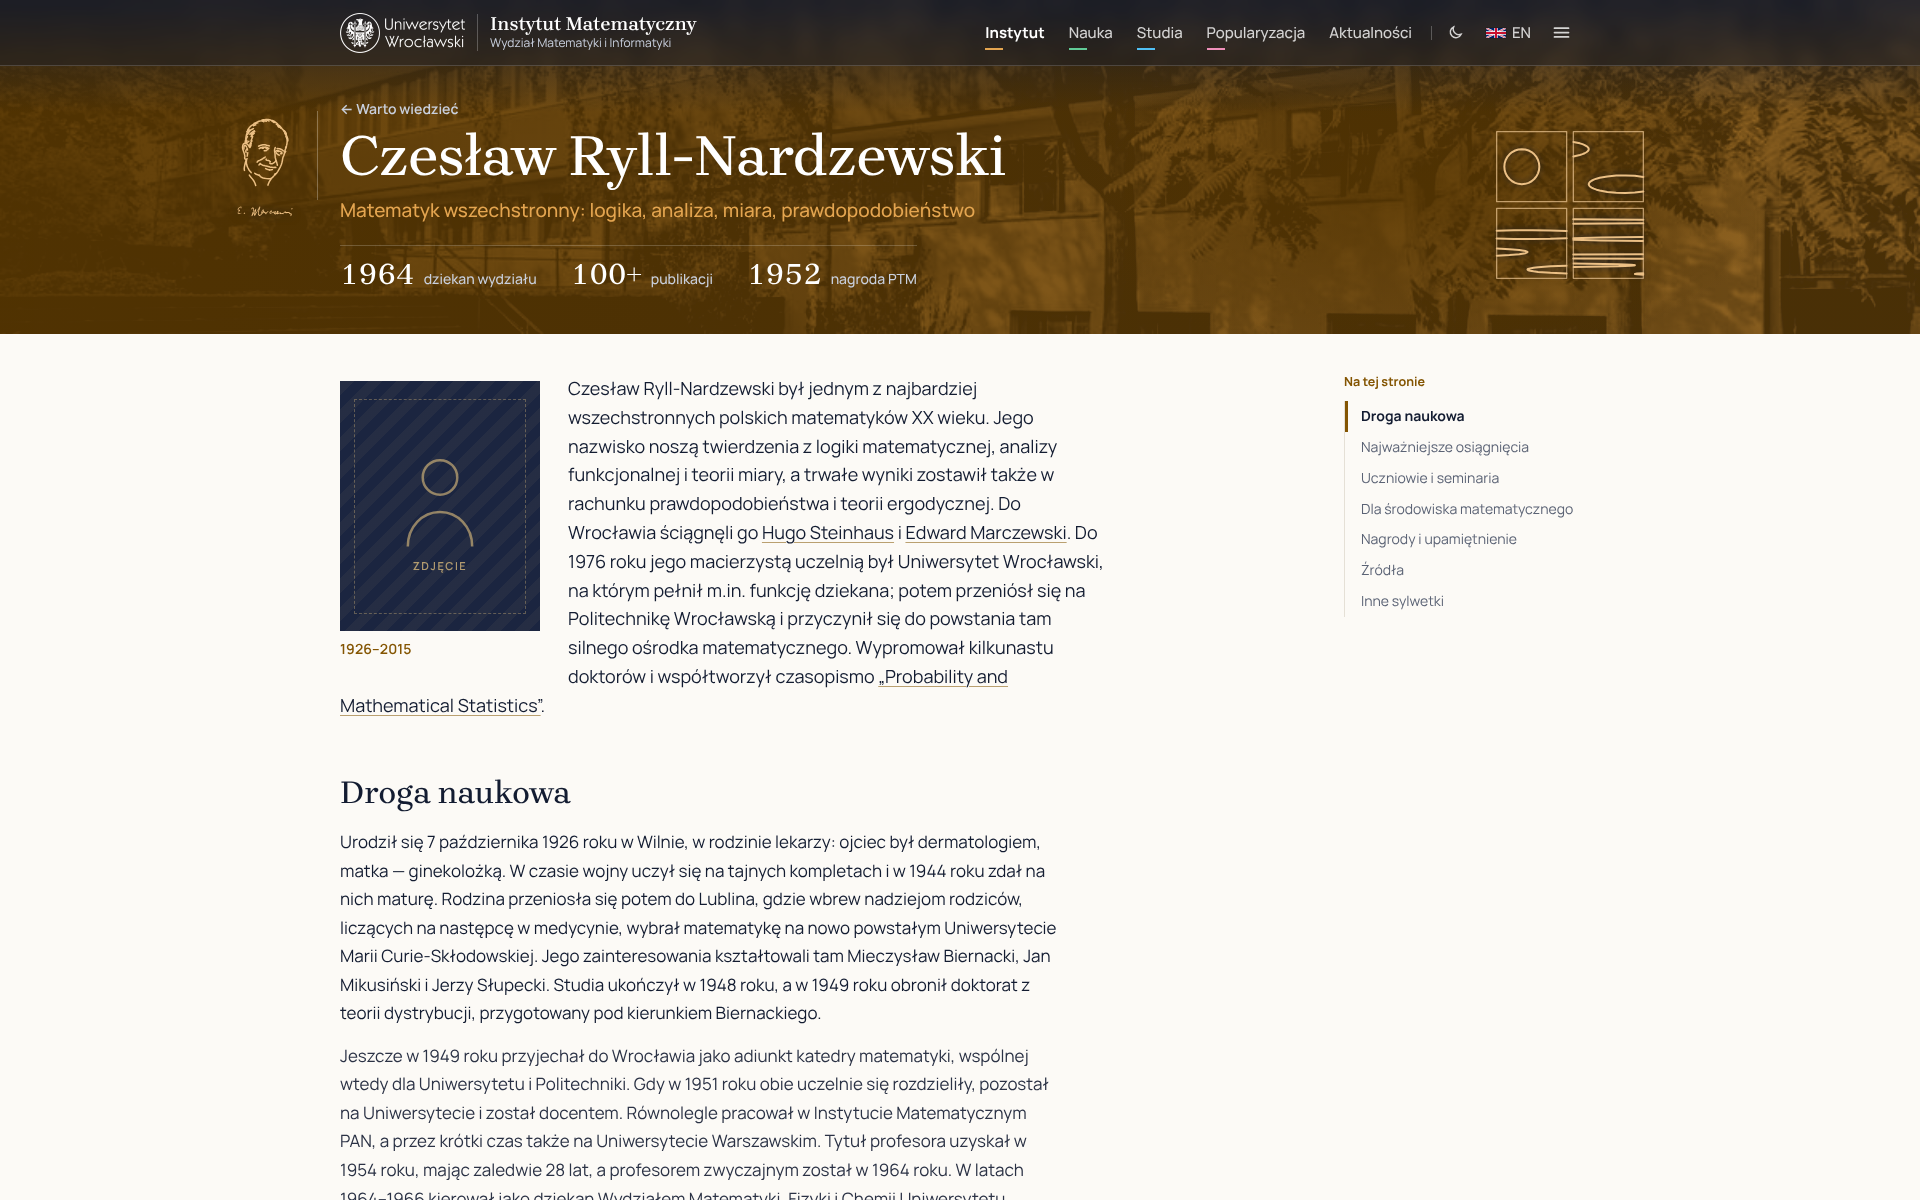 Uniwersytet
Wrocławski
Instytut Matematyczny
Wydział Matematyki i Informatyki
Instytut
Nauka
Studia
Popularyzacja
Aktualności
EN
← Warto wiedzieć
Czesław Ryll-Nardzewski
Matematyk wszechstronny: logika, analiza, miara, prawdopodobieństwo
1964 dziekan wydziału
100+ publikacji
1952 nagroda PTM
ZDJĘCIE
1926–2015
Czesław Ryll-Nardzewski był jednym z najbardziej
wszechstronnych polskich matematyków XX wieku. Jego
nazwisko noszą twierdzenia z logiki matematycznej, analizy
funkcjonalnej i teorii miary, a trwałe wyniki zostawił także w
rachunku prawdopodobieństwa i teorii ergodycznej. Do
Wrocławia ściągnęli go Hugo Steinhaus i Edward Marczewski. Do
1976 roku jego macierzystą uczelnią był Uniwersytet Wrocławski,
na którym pełnił m.in. funkcję dziekana; potem przeniósł się na
Politechnikę Wrocławską i przyczynił się do powstania tam
silnego ośrodka matematycznego. Wypromował kilkunastu
doktorów i współtworzył czasopismo „Probability and
Mathematical Statistics”.
Droga naukowa
Urodził się 7 października 1926 roku w Wilnie, w rodzinie lekarzy: ojciec był dermatologiem,
matka — ginekolożką. W czasie wojny uczył się na tajnych kompletach i w 1944 roku zdał na
nich maturę. Rodzina przeniosła się potem do Lublina, gdzie wbrew nadziejom rodziców,
liczących na następcę w medycynie, wybrał matematykę na nowo powstałym Uniwersytecie
Marii Curie-Skłodowskiej. Jego zainteresowania kształtowali tam Mieczysław Biernacki, Jan
Mikusiński i Jerzy Słupecki. Studia ukończył w 1948 roku, a w 1949 roku obronił doktorat z
teorii dystrybucji, przygotowany pod kierunkiem Biernackiego.
Jeszcze w 1949 roku przyjechał do Wrocławia jako adiunkt katedry matematyki, wspólnej
wtedy dla Uniwersytetu i Politechniki. Gdy w 1951 roku obie uczelnie się rozdzieliły, pozostał
na Uniwersytecie i został docentem. Równolegle pracował w Instytucie Matematycznym
PAN, a przez krótki czas także na Uniwersytecie Warszawskim. Tytuł profesora uzyskał w
1954 roku, mając zaledwie 28 lat, a profesorem zwyczajnym został w 1964 roku. W latach
1964–1966 kierował jako dziekan Wydziałem Matematyki, Fizyki i Chemii Uniwersytetu
Na tej stronie
Droga naukowa
Najważniejsze osiągnięcia
Uczniowie i seminaria
Dla środowiska matematycznego
Nagrody i upamiętnienie
Źródła
Inne sylwetki